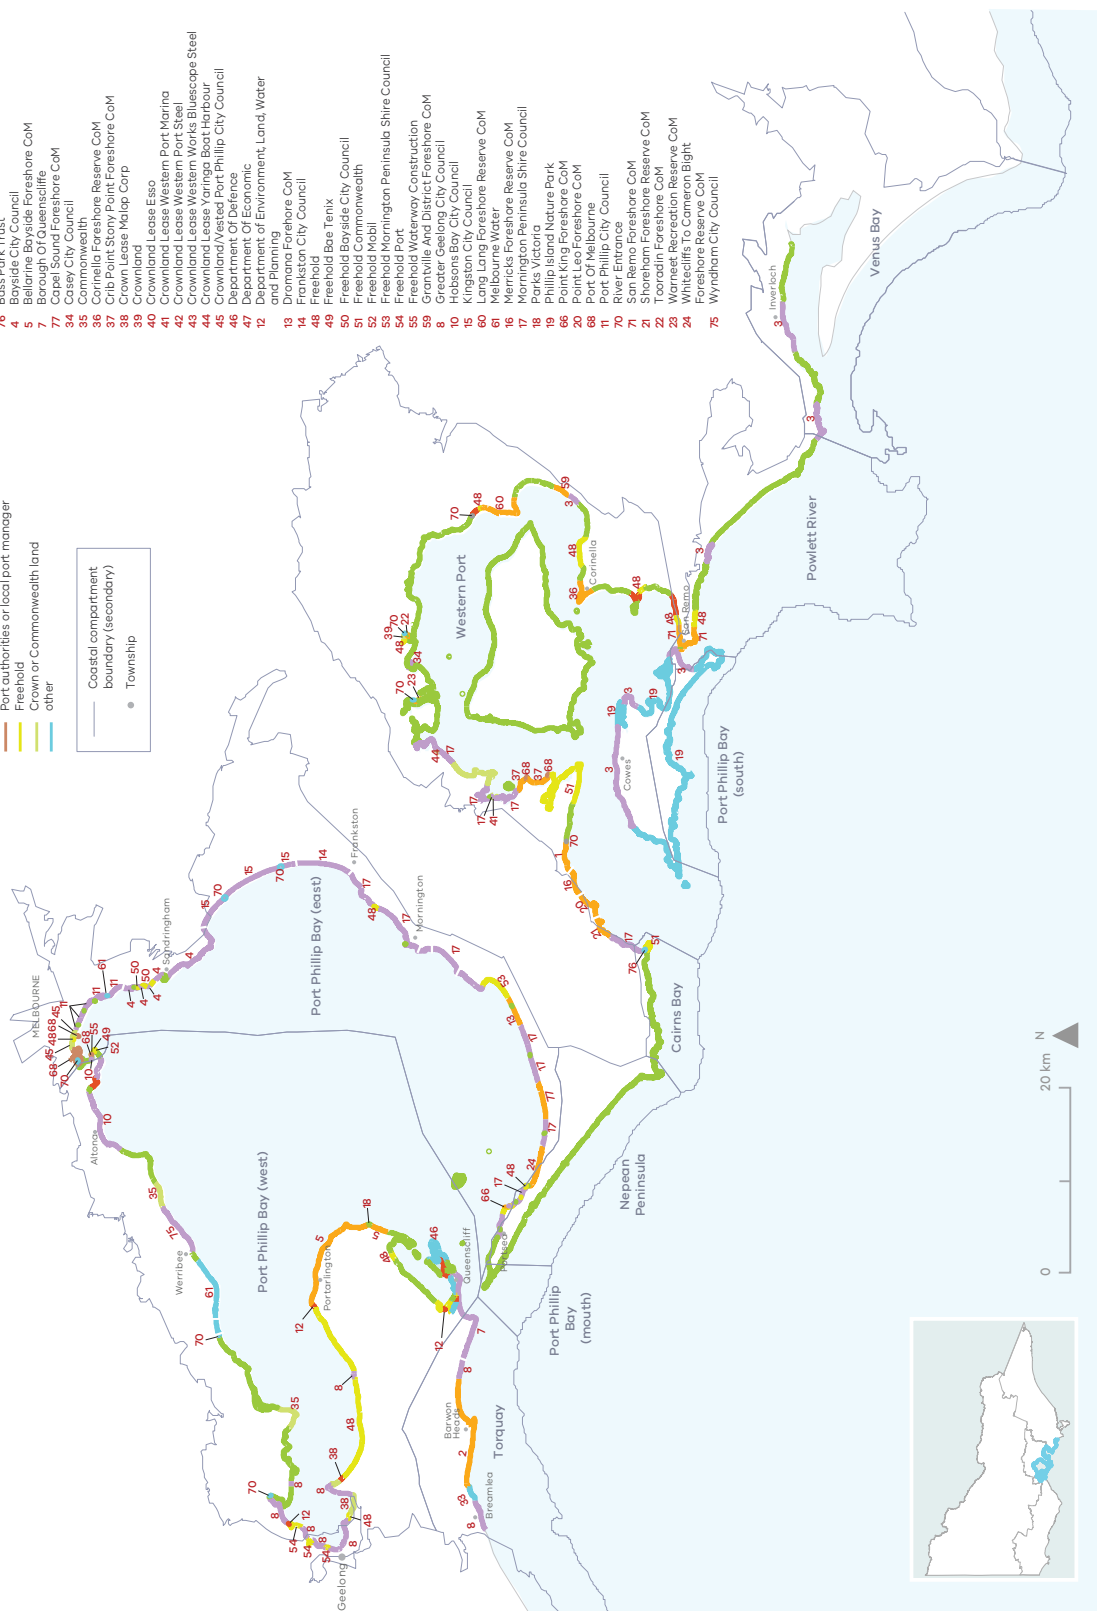 Port authorities or local port manager
Freehold
Crown or Commonwealth land
other
Coastal compartment
boundary (secondary)
Township
76 Bass Park Trust
4 Bayside City Council
5 Bellarine Bayside Foreshore CoM
7 Borough Of Queenscliffe
77 Capel Sound Foreshore CoM
34 Casey City Council
35 Commonwealth
36 Corinella Foreshore Reserve CoM
37 Crib Point Stony Point Foreshore CoM
38 Crown Lease Malop Corp
39 Crownland
40 Crownland Lease Esso
41 Crownland Lease Western Port Marina
42 Crownland Lease Western Port Steel
43 Crownland Lease Western Works Bluescope Steel
44 Crownland Lease Yaringa Boat Harbour
45 Crownland/Vested Port Phillip City Council
46 Department Of Defence
47 Department Of Economic
12 Department of Environment, Land, Water
and Planning
13 Dromana Forehore CoM
14 Frankston City Council
48 Freehold
49 Freehold Bae Tenix
50 Freehold Bayside City Council
51 Freehold Commonwealth
52 Freehold Mobil
53 Freehold Mornington Peninsula Shire Council
54 Freehold Port
55 Freehold Waterway Construction
59 Grantville And District Foreshore CoM
8 Greater Geelong City Council
10 Hobsons Bay City Council
15 Kingston City Council
60 Lang Lang Foreshore Reserve CoM
61 Melbourne Water
16 Merricks Foreshore Reserve CoM
17 Mornington Peninsula Shire Council
18 Parks Victoria
19 Phillip Island Nature Park
66 Point King Foreshore CoM
20 Point Leo Foreshore CoM
68 Port Of Melbourne
11 Port Phillip City Council
70 River Entrance
71 San Remo Foreshore CoM
21 Shoreham Foreshore Reserve CoM
22 Tooradin Foreshore CoM
23 Warneet Recreation Reserve CoM
24 Whitecliffs To Cameron Bight
Foreshore Reserve CoM
75 Wyndham City Council
MELBOURNE
Altona
Werribee
Sandringham
Frankston
Mornington
Geelong
Portarlington
Queenscliff
Portsea
Barwon
Heads
Breamlea
Cowes
Corinella
San Remo
Inverloch
Port Phillip Bay (west)
Port Phillip Bay (east)
Port Phillip
Bay
(mouth)
Torquay
Nepean
Peninsula
Cairns Bay
Western Port
Port Phillip Bay
(south)
Powlett River
Venus Bay
0
20 km
N